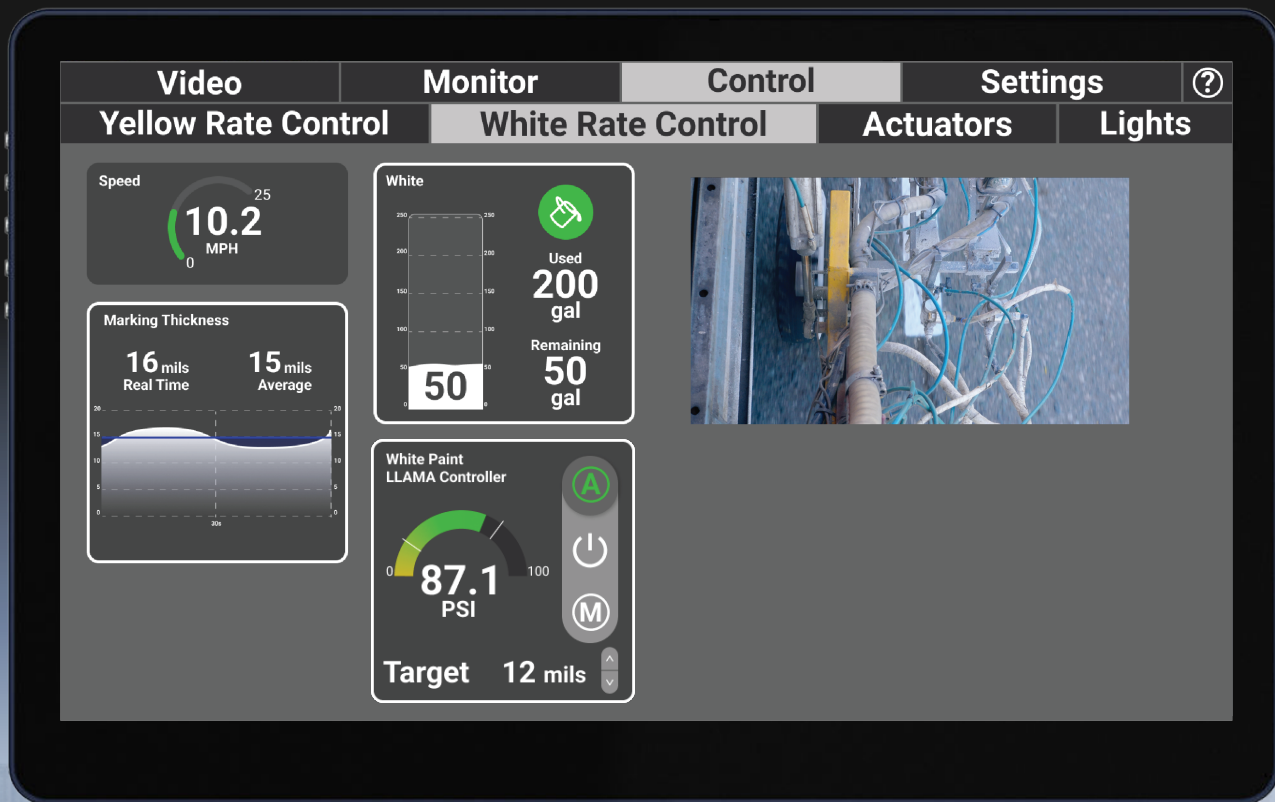 Video
Monitor
Control
Settings
?
Yellow Rate Control
White Rate Control
Actuators
Lights
Speed
25
10.2
MPH
0
White
250 250
200 200
150 150
100 100
50 50
0 0
50
Used
200
gal
Remaining
50
gal
Marking Thickness
16 mils
Real Time
15 mils
Average
20 20
15 15
10 10
5 5
0 0
30s
White Paint
LLAMA Controller
A
0
100
87.1
PSI
M
Target 12 mils